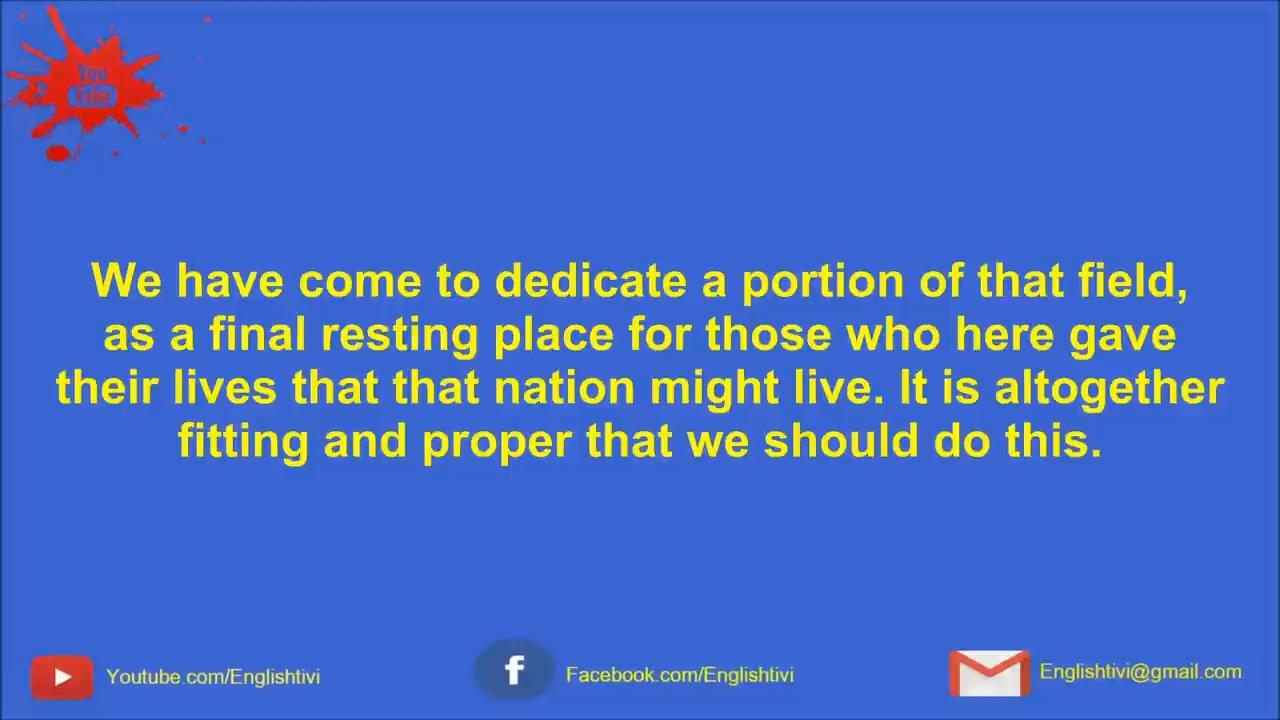 You
Tube
We have come to dedicate a portion of that field,
as a final resting place for those who here gave
their lives that that nation might live. It is altogether
fitting and proper that we should do this.
Youtube.com/Englishtivi
f
Facebook.com/Englishtivi
Englishtivi@gmail.com